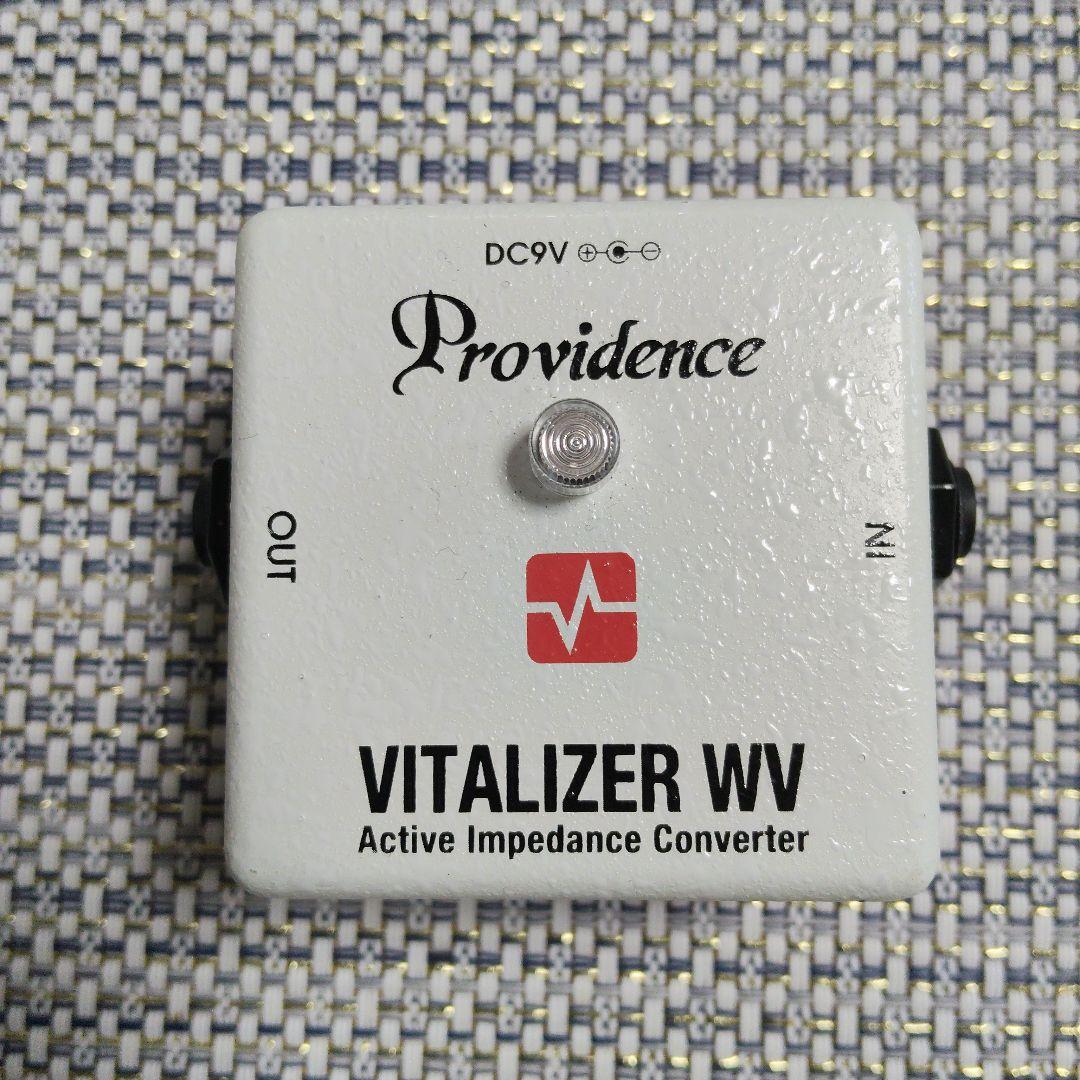 DC9V
Providence
OUT
IN
VITALIZER WV
Active Impedance Converter